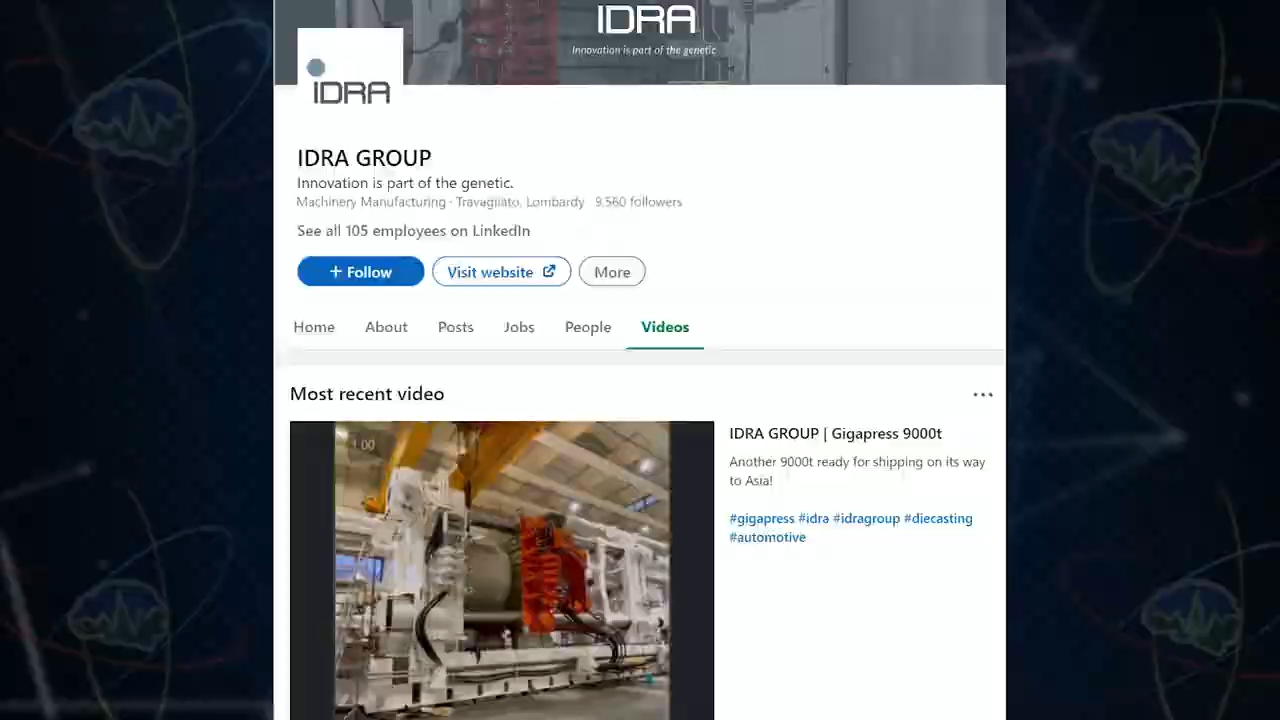 IDRA
Innovation is part of the genetic
iDRA
IDRA GROUP
Innovation is part of the genetic.
Machinery Manufacturing · Travagliato, Lombardy 9,560 followers
See all 105 employees on LinkedIn
+ Follow
Visit website
More
Home About Posts Jobs People Videos
Most recent video
1:00
IDRA GROUP | Gigapress 9000t
Another 9000t ready for shipping on its way
to Asia!
#gigapress #idra #idragroup #diecasting
#automotive